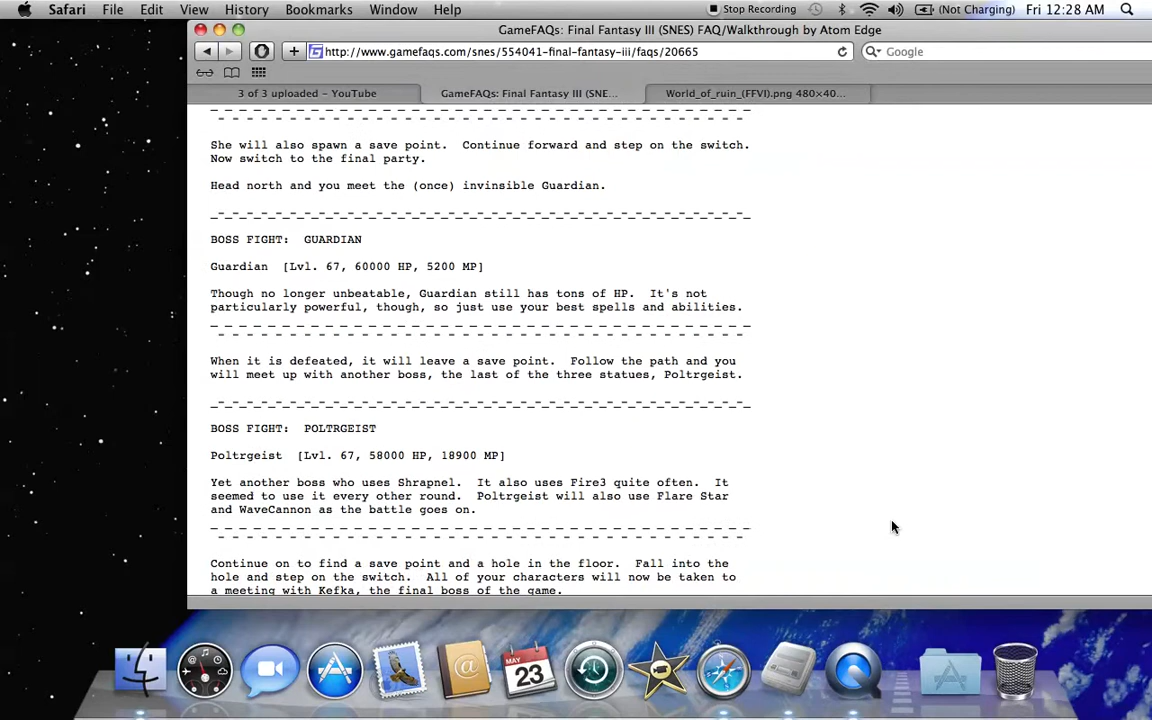 Safari File Edit View History Bookmarks Window Help Stop Recording (Not Charging) Fri 12:28 AM
GameFAQs: Final Fantasy III (SNES) FAQ/Walkthrough by Atom Edge
http://www.gamefaqs.com/snes/554041-final-fantasy-iii/faqs/20665 Google
3 of 3 uploaded – YouTube GameFAQs: Final Fantasy III (SNE... World_of_ruin_(FFVI).png 480×40...
She will also spawn a save point. Continue forward and step on the switch.
Now switch to the final party.
Head north and you meet the (once) invinsible Guardian.
BOSS FIGHT: GUARDIAN
Guardian [Lvl. 67, 60000 HP, 5200 MP]
Though no longer unbeatable, Guardian still has tons of HP. It's not
particularly powerful, though, so just use your best spells and abilities.
When it is defeated, it will leave a save point. Follow the path and you
will meet up with another boss, the last of the three statues, Poltrgeist.
BOSS FIGHT: POLTRGEIST
Poltrgeist [Lvl. 67, 58000 HP, 18900 MP]
Yet another boss who uses Shrapnel. It also uses Fire3 quite often. It
seemed to use it every other round. Poltrgeist will also use Flare Star
and WaveCannon as the battle goes on.
Continue on to find a save point and a hole in the floor. Fall into the
hole and step on the switch. All of your characters will now be taken to
a meeting with Kefka, the final boss of the game.
MAY
23